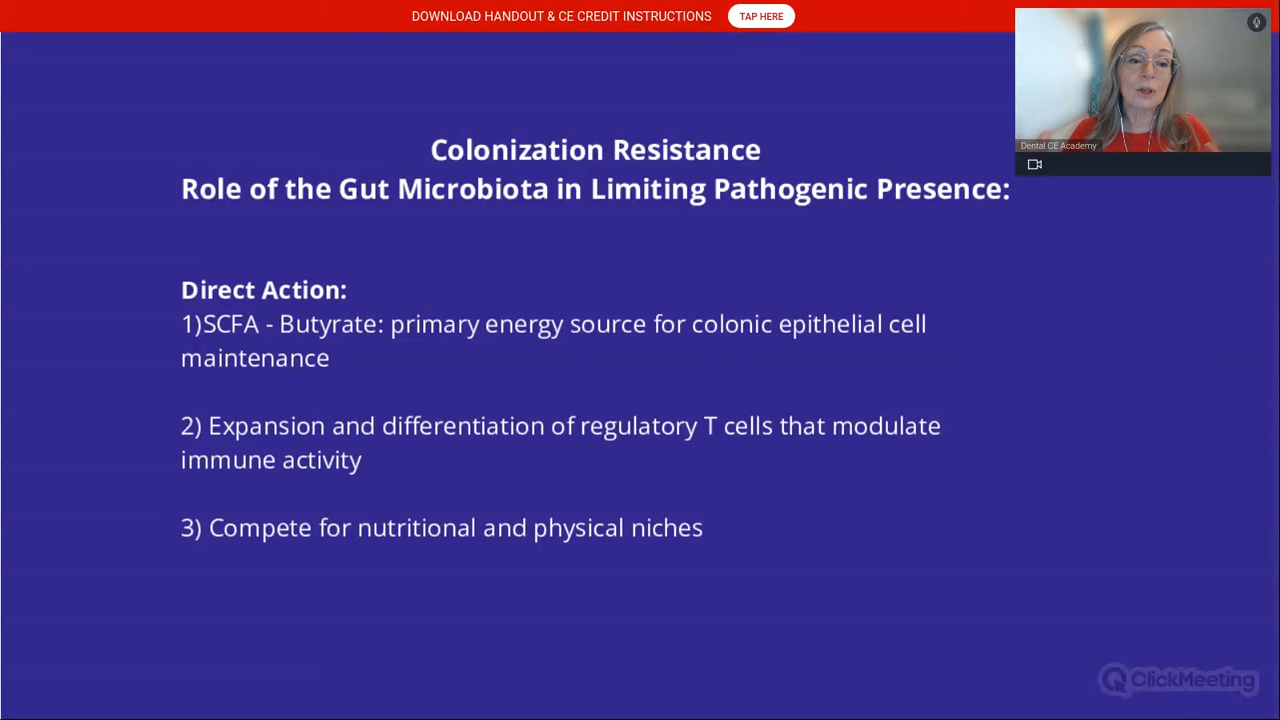 DOWNLOAD HANDOUT & CE CREDIT INSTRUCTIONS TAP HERE
Dental CE Academy
Colonization Resistance
Role of the Gut Microbiota in Limiting Pathogenic Presence:
Direct Action:
1)SCFA - Butyrate: primary energy source for colonic epithelial cell
maintenance
2) Expansion and differentiation of regulatory T cells that modulate
immune activity
3) Compete for nutritional and physical niches
ClickMeeting